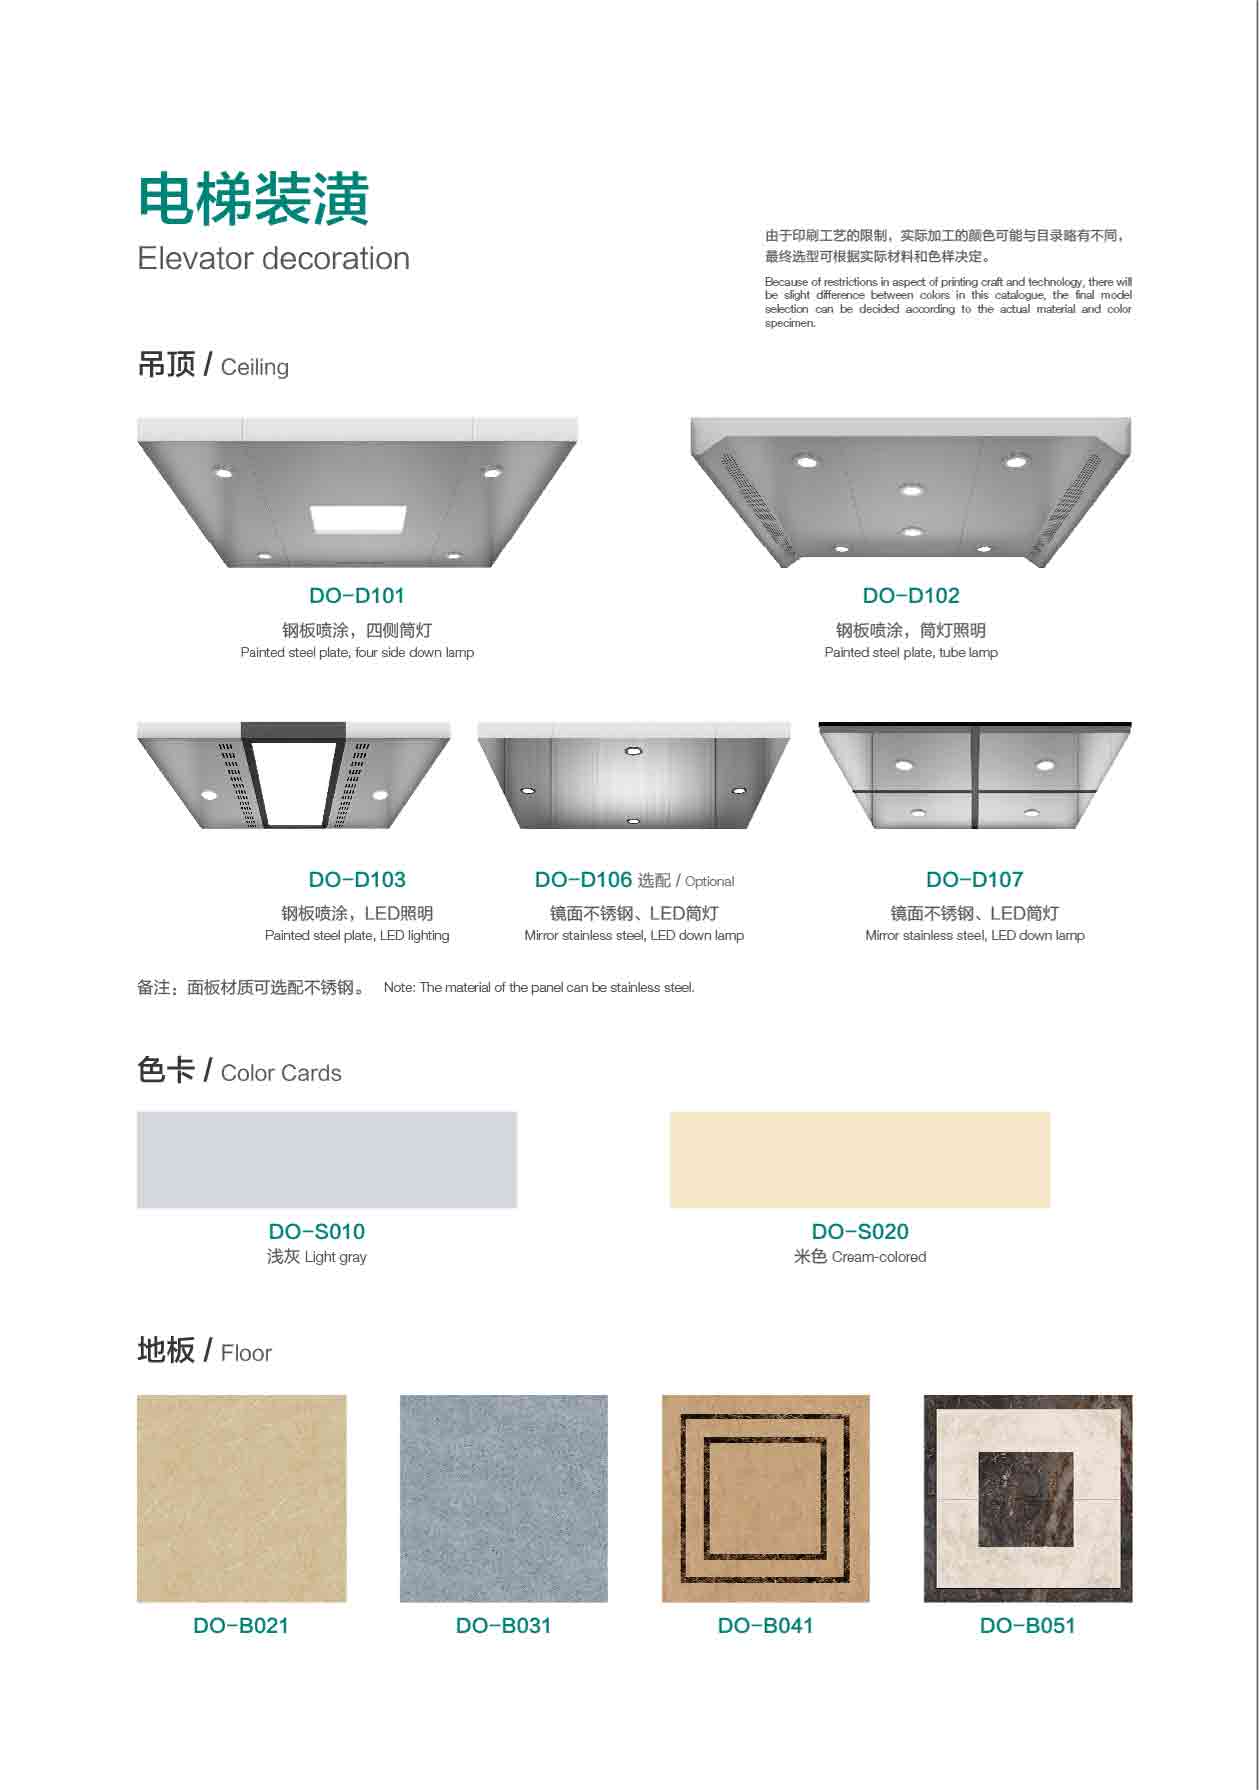 电梯装潢
Elevator decoration
由于印刷工艺的限制，实际加工的颜色可能与目录略有不同，
最终选型可根据实际材料和色样决定。
Because of restrictions in aspect of printing craft and technology, there will
be slight difference between colors in this catalogue, the final model
selection can be decided according to the actual material and color
specimen.
吊顶 / Ceiling
DO-D101
钢板喷涂，四侧筒灯
Painted steel plate, four side down lamp
DO-D102
钢板喷涂，筒灯照明
Painted steel plate, tube lamp
DO-D103
钢板喷涂，LED照明
Painted steel plate, LED lighting
DO-D106 选配 / Optional
镜面不锈钢、LED筒灯
Mirror stainless steel, LED down lamp
DO-D107
镜面不锈钢、LED筒灯
Mirror stainless steel, LED down lamp
备注：面板材质可选配不锈钢。 Note: The material of the panel can be stainless steel.
色卡 / Color Cards
DO-S010
浅灰 Light gray
DO-S020
米色 Cream-colored
地板 / Floor
DO-B021
DO-B031
DO-B041
DO-B051